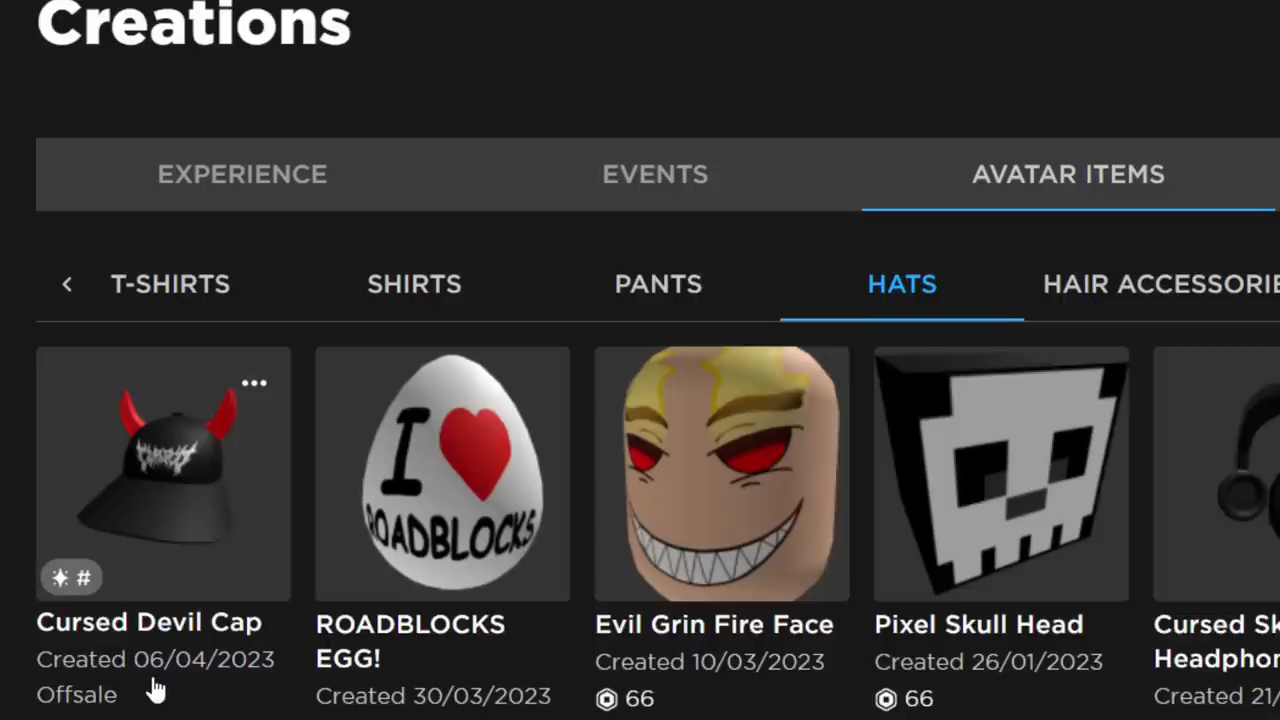 Creations
EXPERIENCE EVENTS AVATAR ITEMS
< T-SHIRTS SHIRTS PANTS HATS HAIR ACCESSORIE
CURSED
I
ROADBLOCKS
#
Cursed Devil Cap
Created 06/04/2023
Offsale
ROADBLOCKS
EGG!
Created 30/03/2023
Evil Grin Fire Face
Created 10/03/2023
66
Pixel Skull Head
Created 26/01/2023
66
Cursed Sk
Headphon
Created 21/